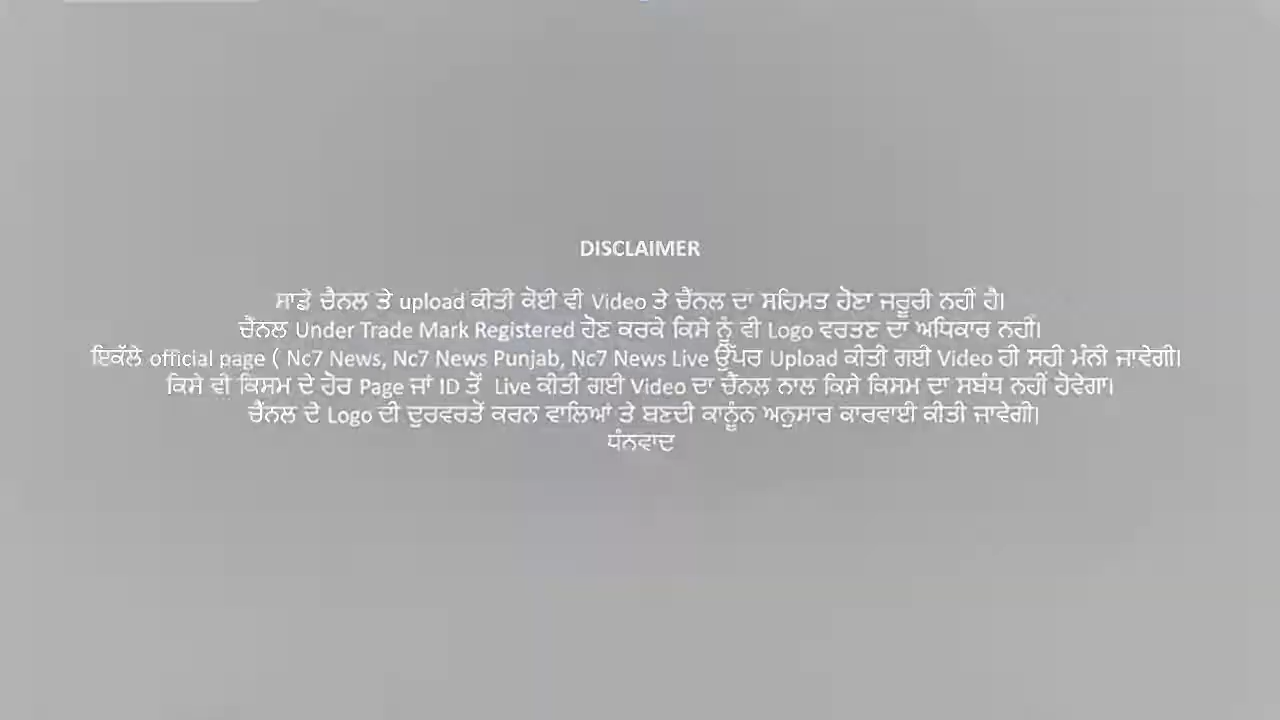 DISCLAIMER
ਸਾਡੇ ਚੈਨਲ ਤੇ upload ਕੀਤੀ ਕੋਈ ਵੀ Video ਤੇ ਚੈਂਨਲ ਦਾ ਸਹਿਮਤ ਹੋਣਾ ਜਰੂਰੀ ਨਹੀਂ ਹੈ।
ਚੈਂਨਲ Under Trade Mark Registered ਹੋਣ ਕਰਕੇ ਕਿਸੇ ਨੂੰ ਵੀ Logo ਵਰਤਣ ਦਾ ਅਧਿਕਾਰ ਨਹੀਂ।
ਇਕੱਲੇ official page ( Nc7 News, Nc7 News Punjab, Nc7 News Live ਉੱਪਰ Upload ਕੀਤੀ ਗਈ Video ਹੀ ਸਹੀ ਮੰਨੀ ਜਾਵੇਗੀ।
ਕਿਸੇ ਵੀ ਕਿਸਮ ਦੇ ਹੋਰ Page ਜਾਂ ID ਤੋਂ Live ਕੀਤੀ ਗਈ Video ਦਾ ਚੈਂਨਲ ਨਾਲ ਕਿਸੇ ਕਿਸਮ ਦਾ ਸਬੰਧ ਨਹੀਂ ਹੋਵੇਗਾ।
ਚੈਂਨਲ ਦੇ Logo ਦੀ ਦੁਰਵਰਤੋਂ ਕਰਨ ਵਾਲਿਆਂ ਤੇ ਬਣਦੀ ਕਾਨੂੰਨ ਅਨੁਸਾਰ ਕਾਰਵਾਈ ਕੀਤੀ ਜਾਵੇਗੀ।
ਧੰਨਵਾਦ